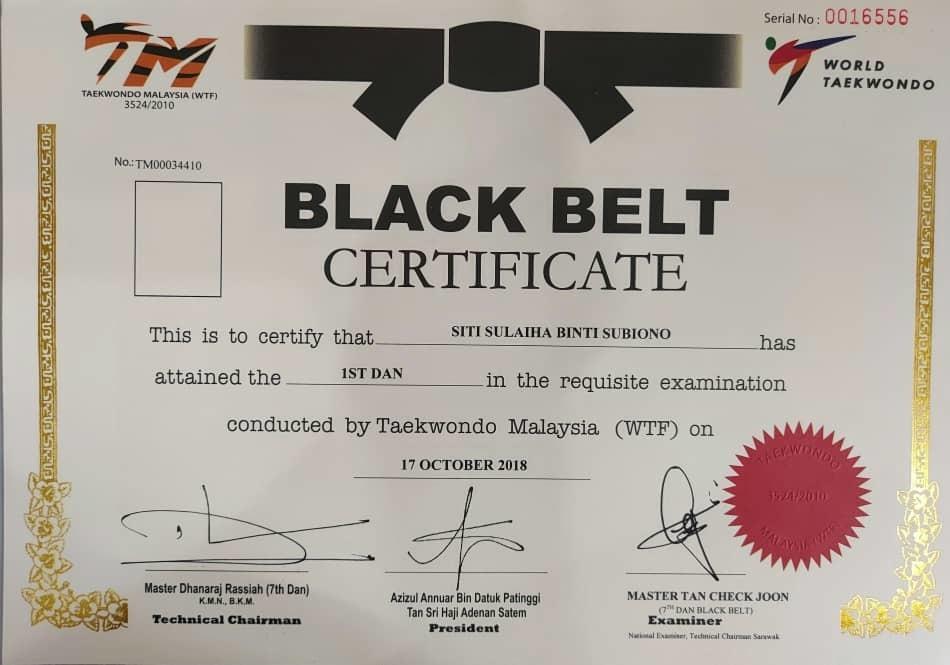 Serial No : 0016556
TM
TAEKWONDO MALAYSIA (WTF)
3524/2010
WORLD
TAEKWONDO
No.: TM00034410
BLACK BELT
CERTIFICATE
This is to certify that SITI SULAIHA BINTI SUBIONO has
attained the 1ST DAN in the requisite examination
conducted by Taekwondo Malaysia (WTF) on
17 OCTOBER 2018
TAEKWONDO
3524/2010
MALAYSIA (WTF)
Master Dhanaraj Rassiah (7th Dan)
K.M.N., B.K.M.
Technical Chairman
Azizul Annuar Bin Datuk Patinggi
Tan Sri Haji Adenan Satem
President
MASTER TAN CHECK JOON
(7TH DAN BLACK BELT)
Examiner
National Examiner, Technical Chairman Sarawak